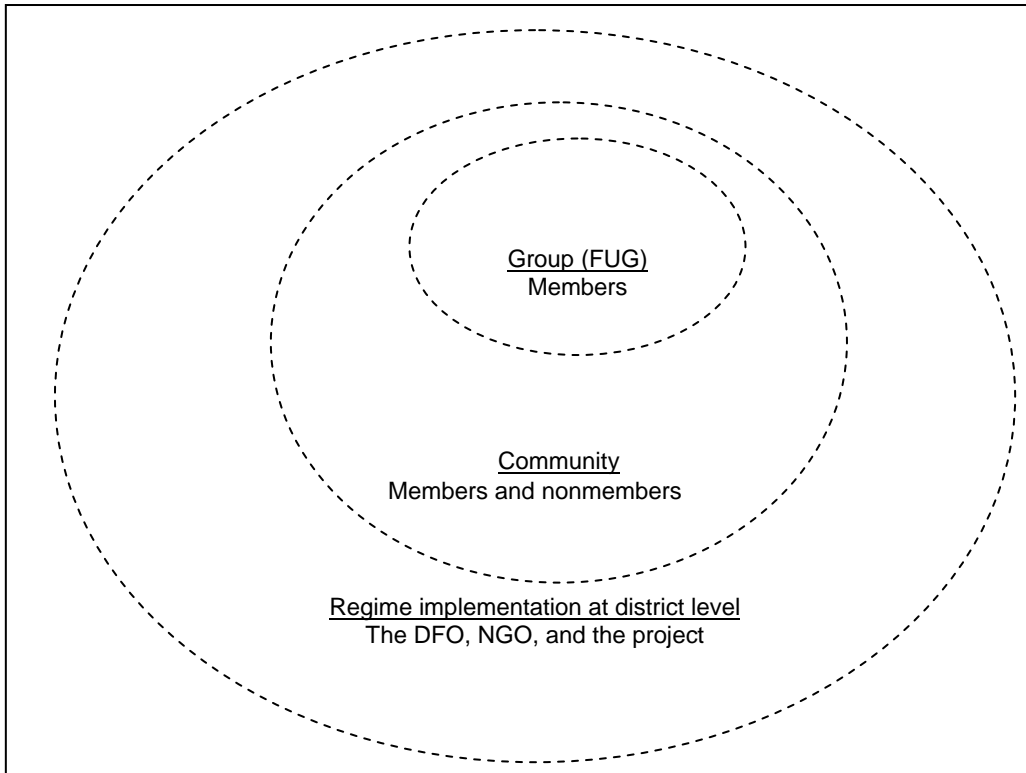 Group (FUG)
Members
Community
Members and nonmembers
Regime implementation at district level
The DFO, NGO, and the project